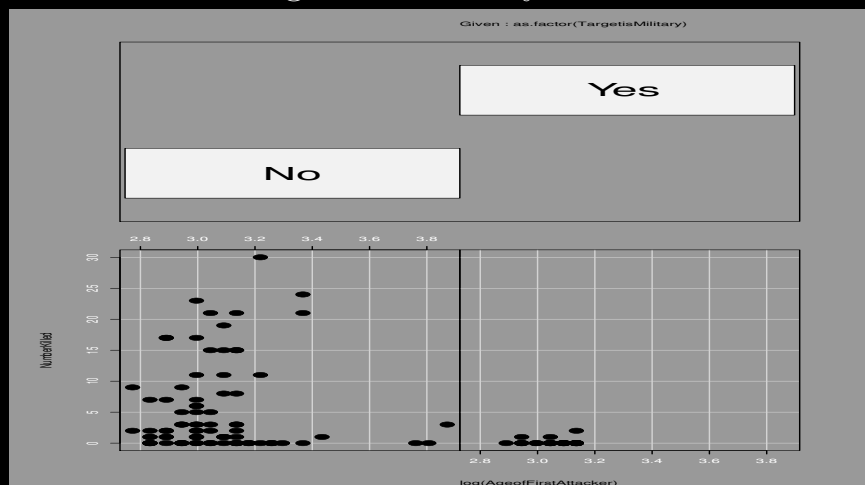 Given : as.factor(TargetisMilitary)
Yes
No
2.8 3.0 3.2 3.4 3.6 3.8
30
25
20
15
10
5
0
NumberKilled
2.8 3.0 3.2 3.4 3.6 3.8
log(AgeofFirstAttacker)